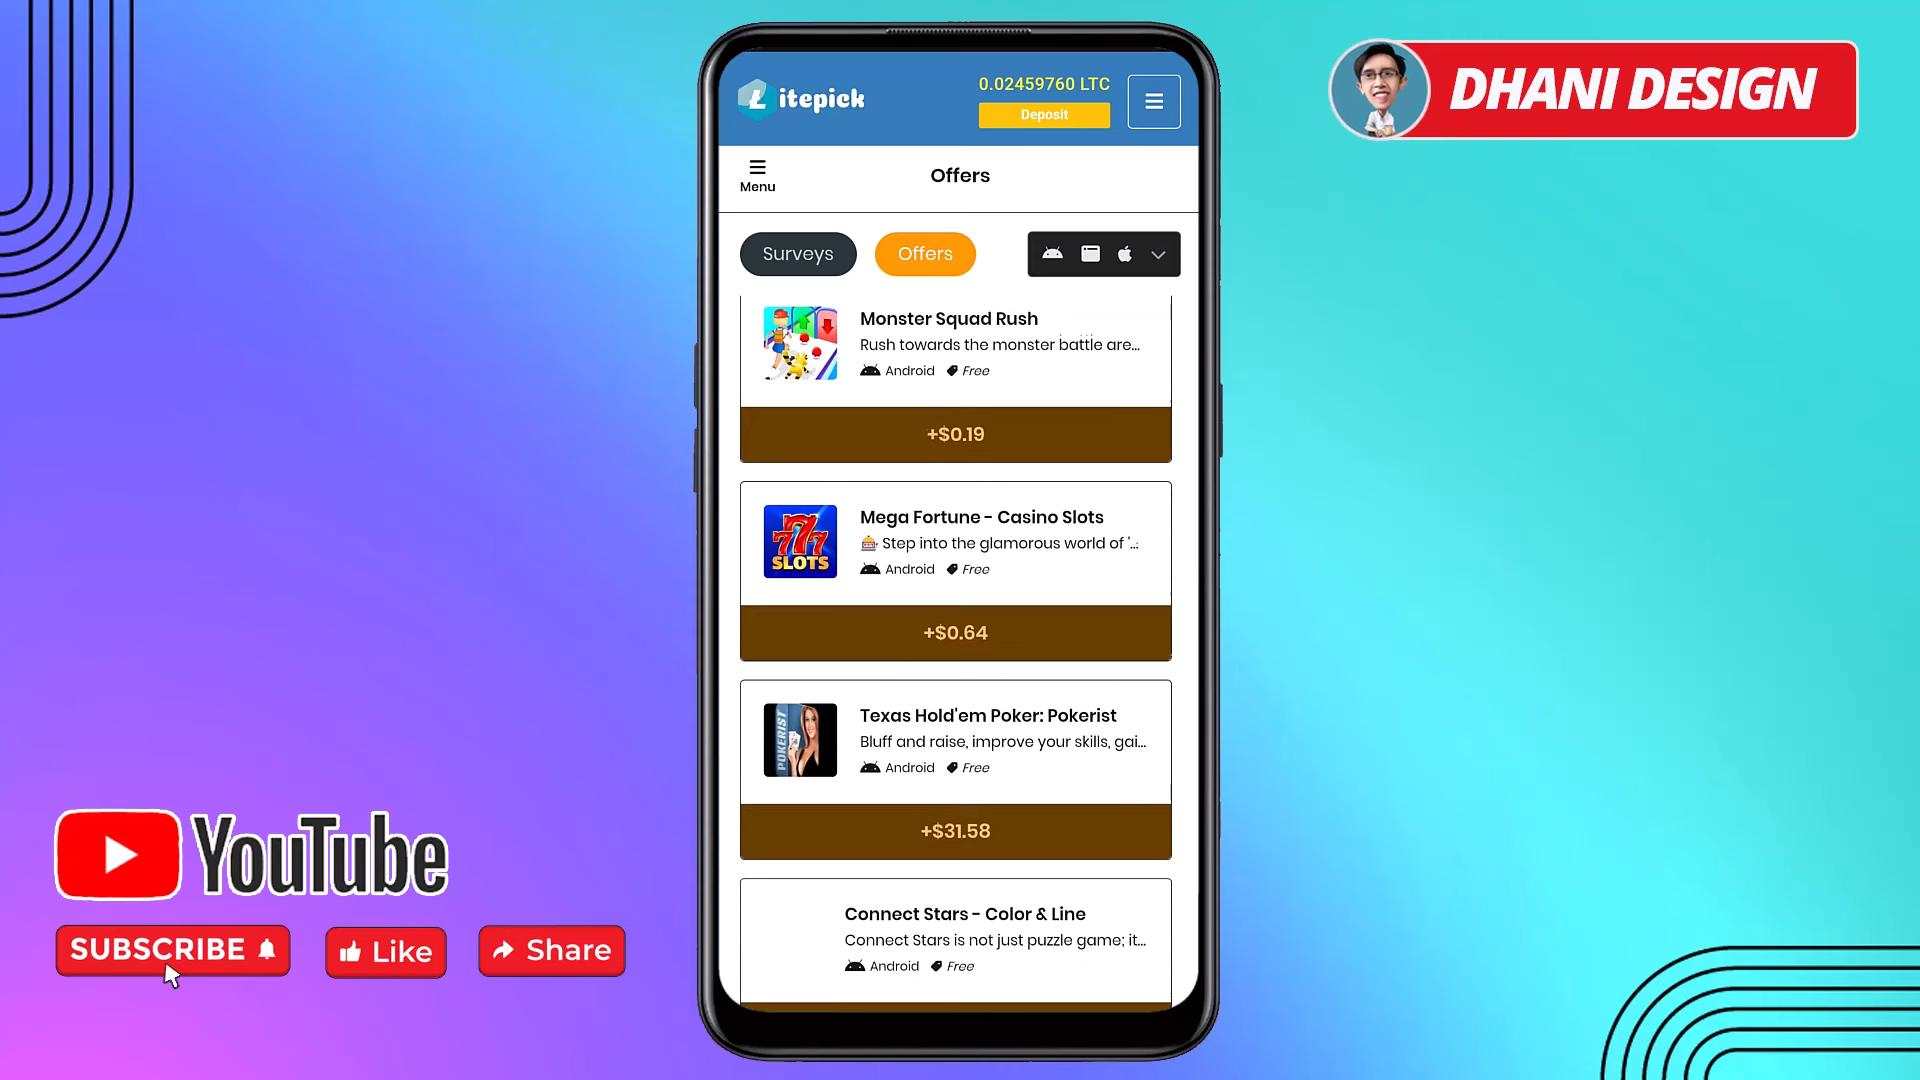 DHANI DESIGN
Litepick
0.02459760 LTC
Deposit
Menu
Offers
Surveys
Offers
Monster Squad Rush
Rush towards the monster battle are...
Android Free
+$0.19
777
SLOTS
Mega Fortune - Casino Slots
🎰 Step into the glamorous world of '...
Android Free
+$0.64
POKERIST
Texas Hold'em Poker: Pokerist
Bluff and raise, improve your skills, gai...
Android Free
+$31.58
Connect Stars - Color & Line
Connect Stars is not just puzzle game; it...
Android Free
YouTube
SUBSCRIBE
Like
Share